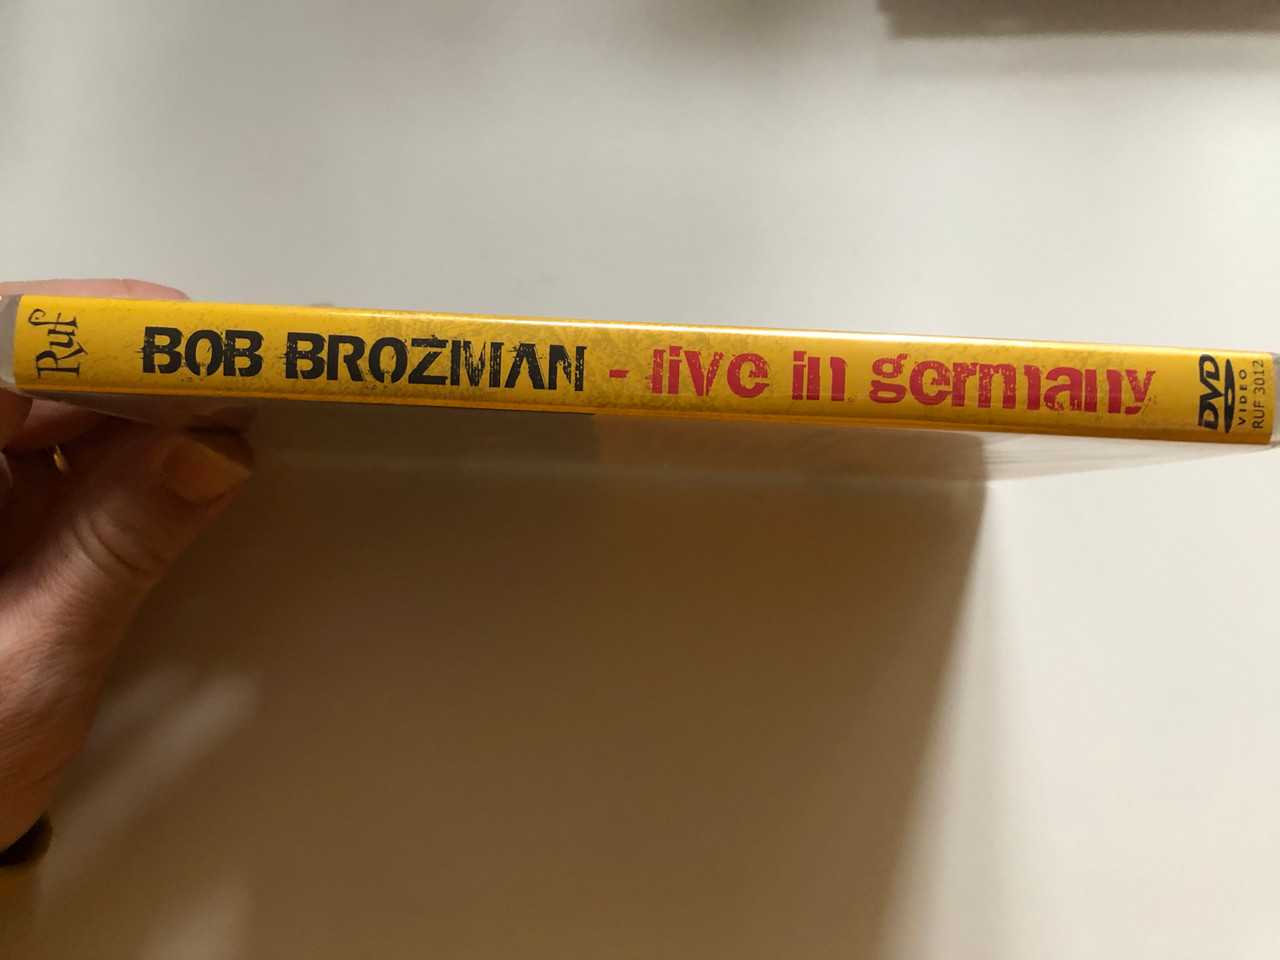 Ruf
BOB BROZMAN - live in germany
DVD
VIDEO
RUF 3012